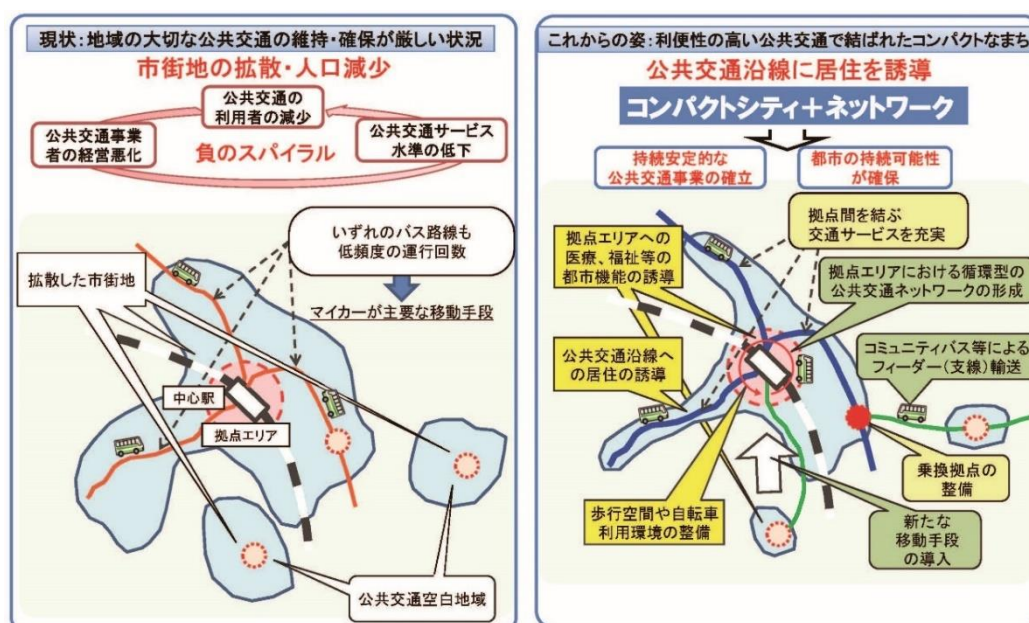 現状：地域の大切な公共交通の維持・確保が厳しい状況
市街地の拡散・人口減少
公共交通の
利用者の減少
公共交通事業
者の経営悪化
負のスパイラル
公共交通サービス
水準の低下
いずれのバス路線も
低頻度の運行回数
マイカーが主要な移動手段
拡散した市街地
中心駅
拠点エリア
公共交通空白地域
これからの姿：利便性の高い公共交通で結ばれたコンパクトなまち
公共交通沿線に居住を誘導
コンパクトシティ＋ネットワーク
持続安定的な
公共交通事業の確立
都市の持続可能性
が確保
拠点エリアへの
医療、福祉等の
都市機能の誘導
拠点間を結ぶ
交通サービスを充実
拠点エリアにおける循環型の
公共交通ネットワークの形成
公共交通沿線へ
の居住の誘導
コミュニティバス等による
フィーダー（支線）輸送
乗換拠点の
整備
歩行空間や自転車
利用環境の整備
新たな
移動手段
の導入